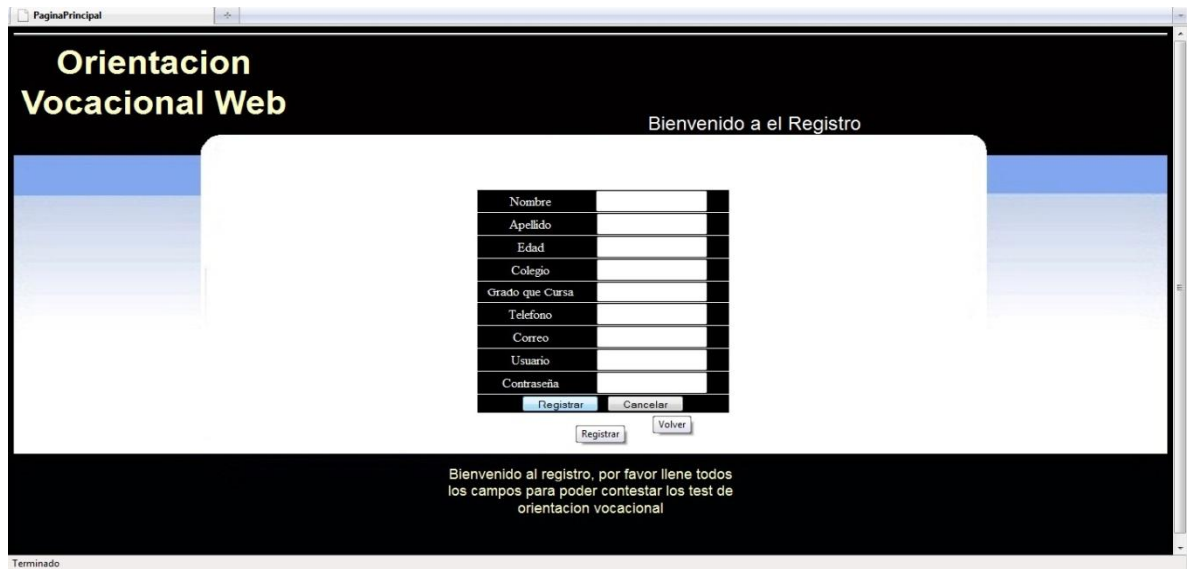 PaginaPrincipal
Orientacion
Vocacional Web
Bienvenido a el Registro
Nombre
Apellido
Edad
Colegio
Grado que Cursa
Telefono
Correo
Usuario
Contraseña
Registrar Cancelar
Volver
Registrar
Bienvenido al registro, por favor llene todos
los campos para poder contestar los test de
orientacion vocacional
Terminado